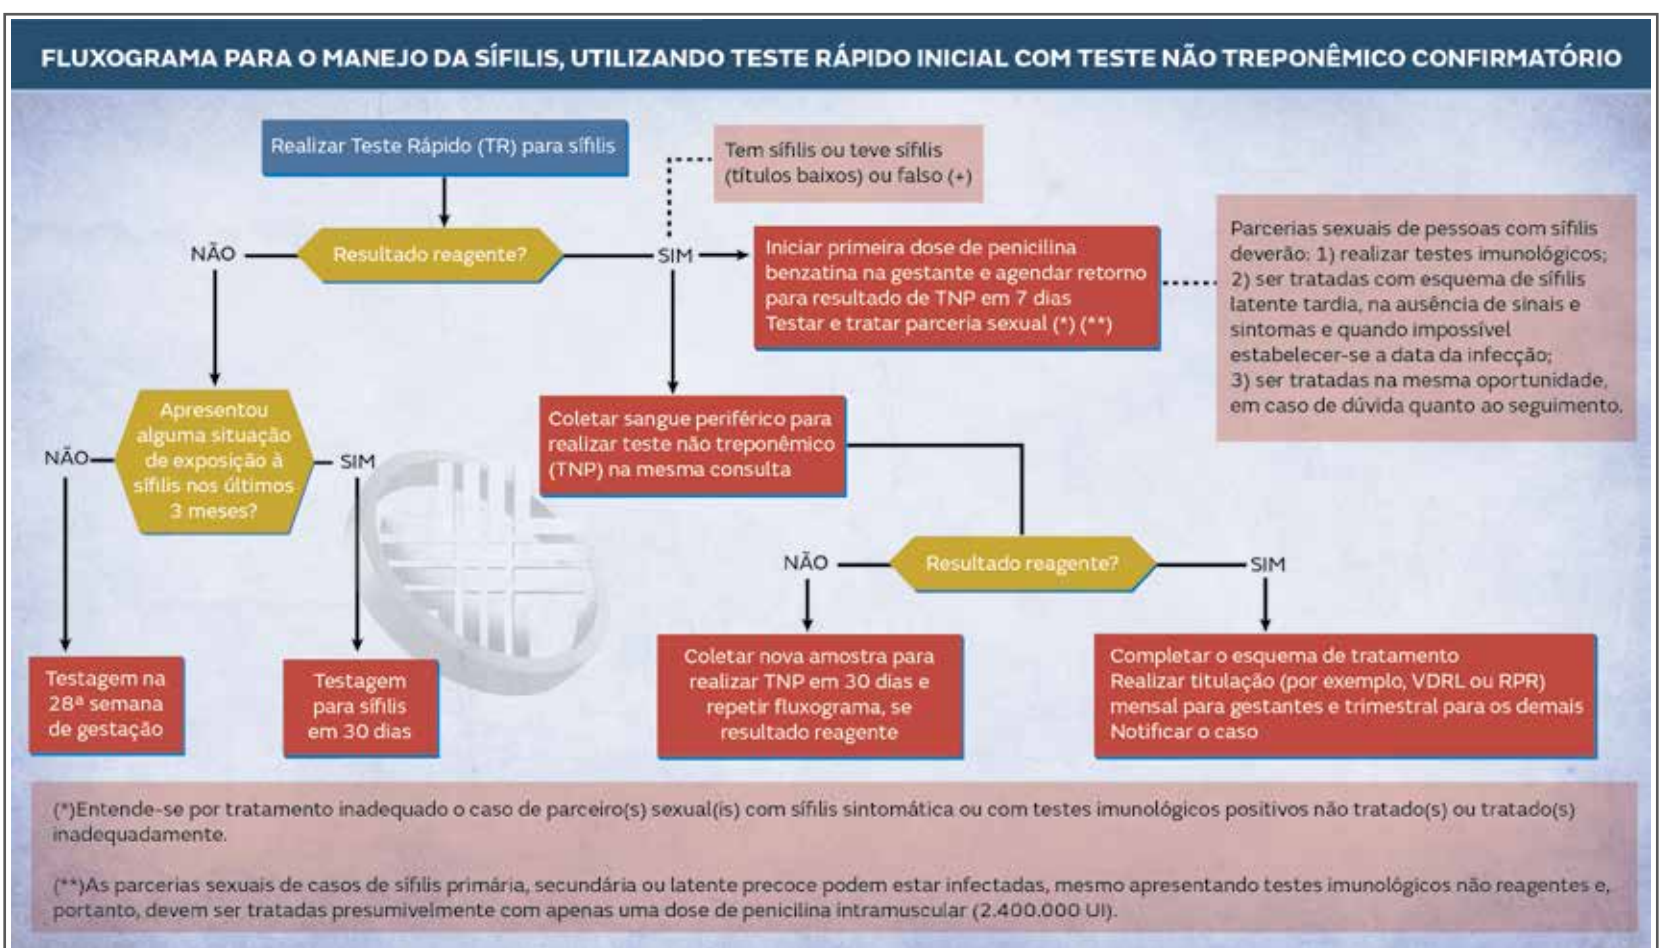 FLUXOGRAMA PARA O MANEJO DA SÍFILIS, UTILIZANDO TESTE RÁPIDO INICIAL COM TESTE NÃO TREPONÊMICO CONFIRMATÓRIO
Realizar Teste Rápido (TR) para sífilis
Tem sífilis ou teve sífilis
(títulos baixos) ou falso (+)
NÃO
Resultado reagente?
SIM
Iniciar primeira dose de penicilina
benzatina na gestante e agendar retorno
para resultado de TNP em 7 dias
Testar e tratar parceria sexual (*) (**)
Parcerias sexuais de pessoas com sífilis
deverão: 1) realizar testes imunológicos;
2) ser tratadas com esquema de sífilis
latente tardia, na ausência de sinais e
sintomas e quando impossível
estabelecer-se a data da infecção;
3) ser tratadas na mesma oportunidade,
em caso de dúvida quanto ao seguimento.
NÃO
Apresentou
alguma situação
de exposição à
sífilis nos últimos
3 meses?
SIM
Coletar sangue periférico para
realizar teste não treponêmico
(TNP) na mesma consulta
NÃO
Resultado reagente?
SIM
Testagem na
28ª semana
de gestação
Testagem
para sífilis
em 30 dias
Coletar nova amostra para
realizar TNP em 30 dias e
repetir fluxograma, se
resultado reagente
Completar o esquema de tratamento
Realizar titulação (por exemplo, VDRL ou RPR)
mensal para gestantes e trimestral para os demais
Notificar o caso
(*)Entende-se por tratamento inadequado o caso de parceiro(s) sexual(is) com sífilis sintomática ou com testes imunológicos positivos não tratado(s) ou tratado(s)
inadequadamente.
(**)As parcerias sexuais de casos de sífilis primária, secundária ou latente precoce podem estar infectadas, mesmo apresentando testes imunológicos não reagentes e,
portanto, devem ser tratadas presumivelmente com apenas uma dose de penicilina intramuscular (2.400.000 UI).